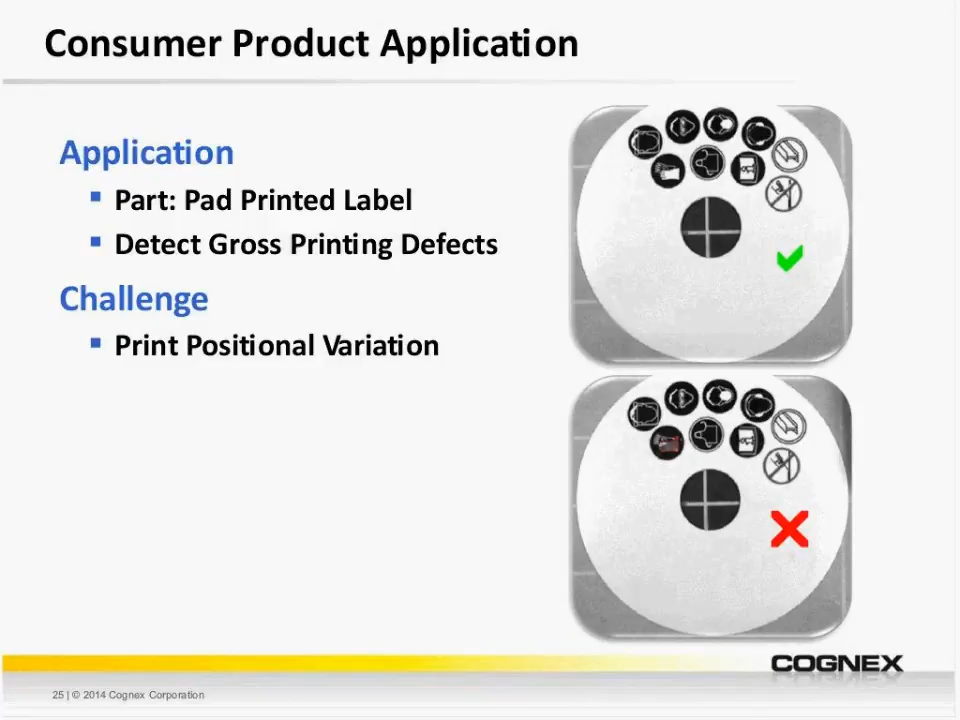 Consumer Product Application
Application
Part: Pad Printed Label
Detect Gross Printing Defects
Challenge
Print Positional Variation
COGNEX
25 | © 2014 Cognex Corporation